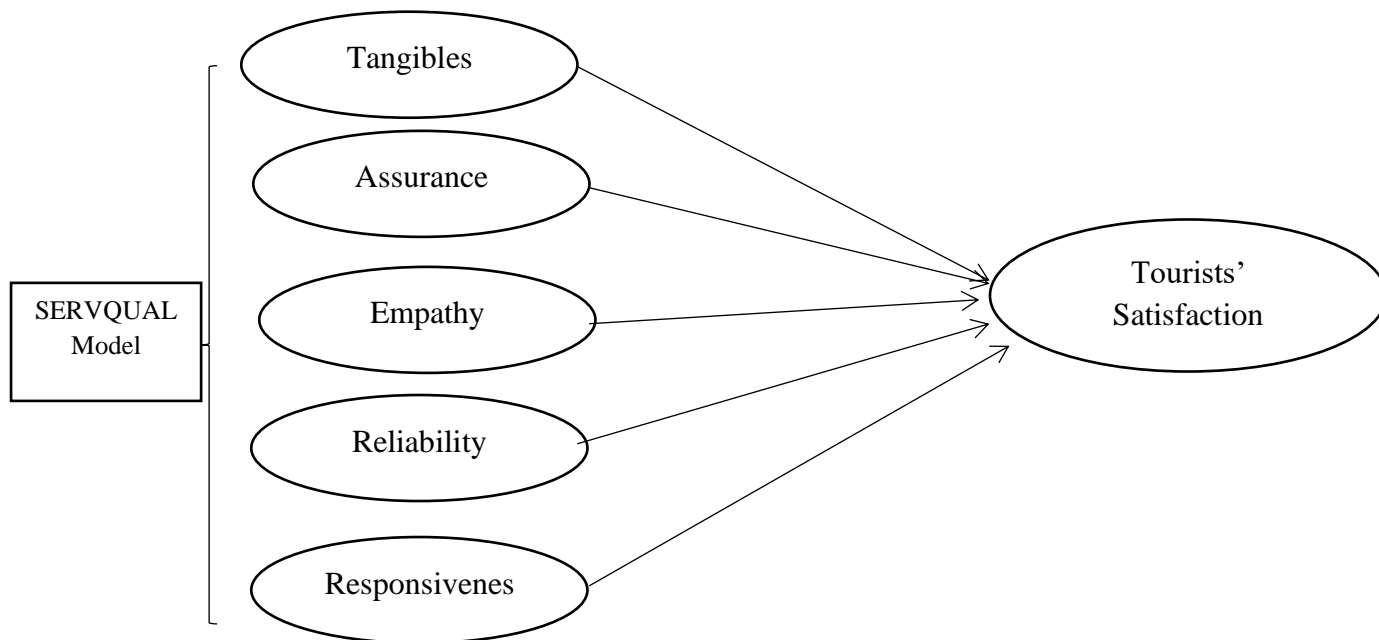 Tangibles
Assurance
SERVQUAL
Model
Empathy
Reliability
Responsivenes
Tourists’
Satisfaction